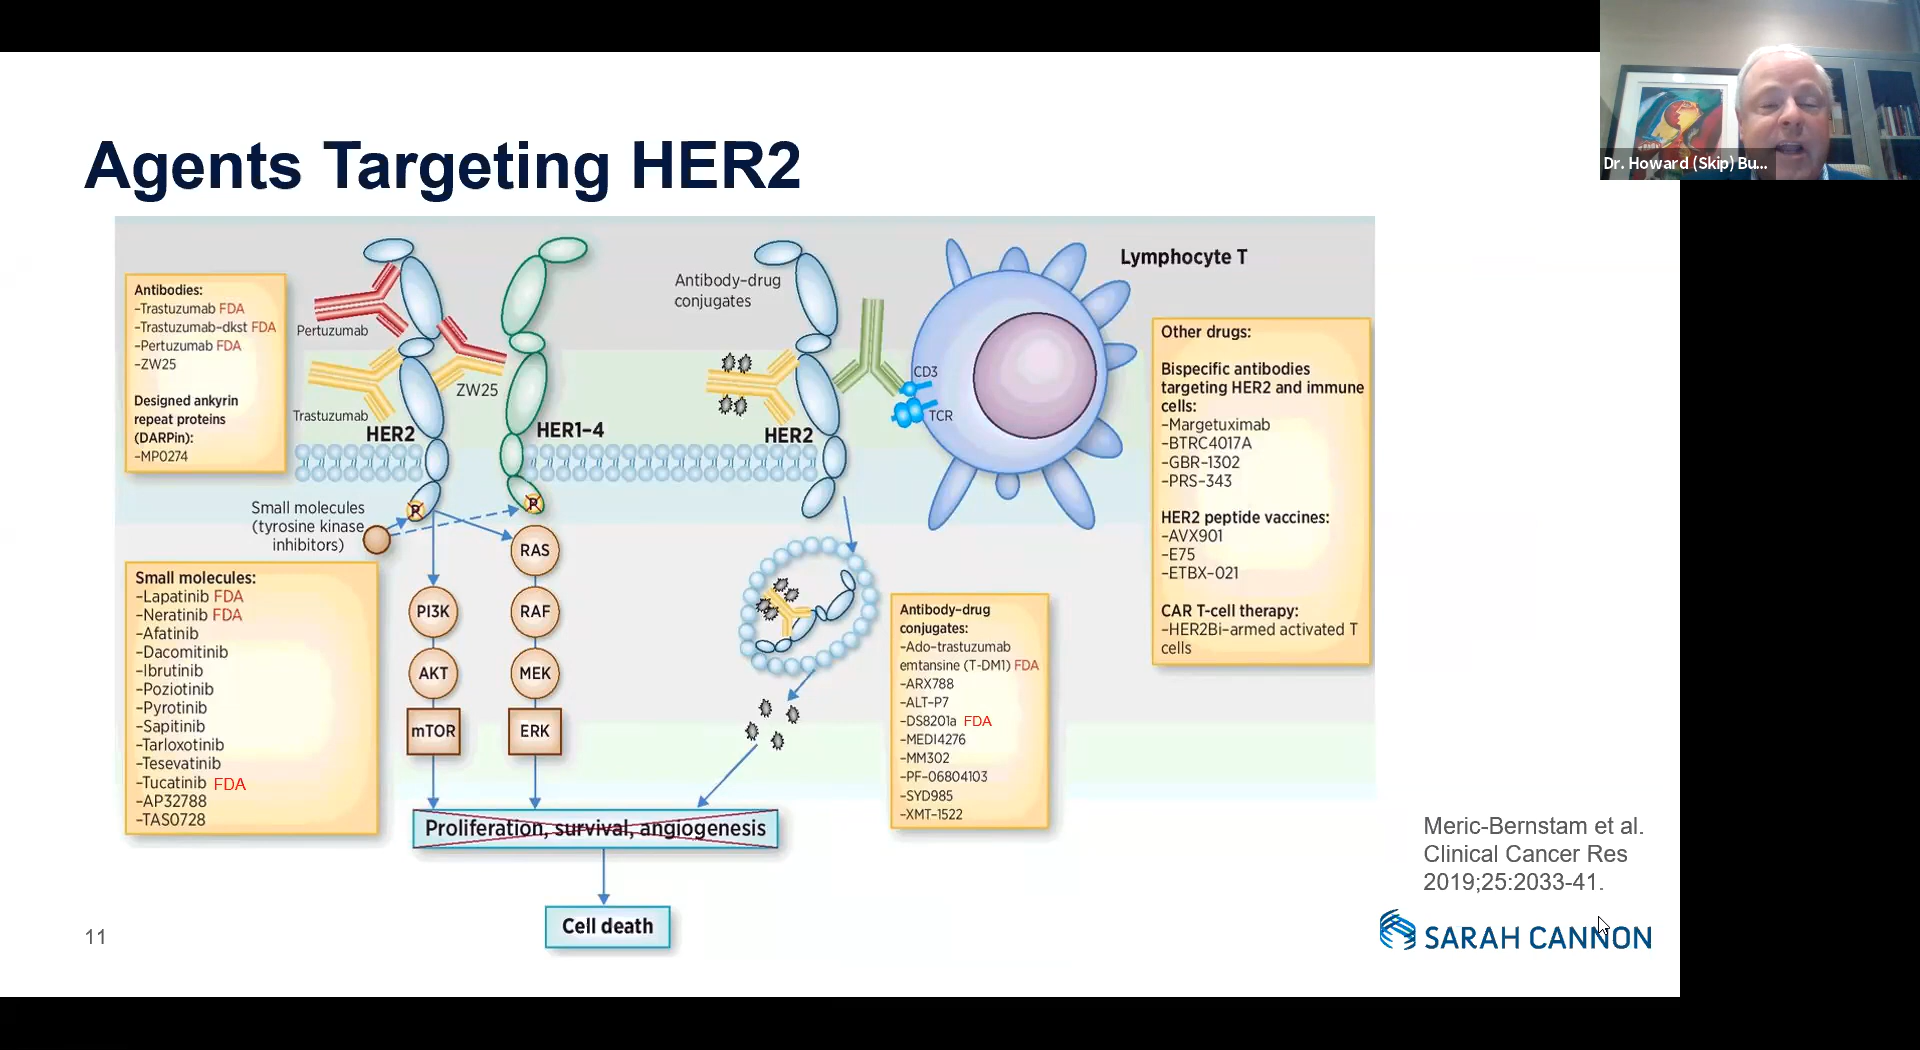 Dr. Howard (Skip) Bu...
Agents Targeting HER2
Antibodies:
–Trastuzumab FDA
–Trastuzumab–dkst FDA
–Pertuzumab FDA
–ZW25
Designed ankyrin
repeat proteins
(DARPin):
–MP0274
Pertuzumab
Trastuzumab
HER2
ZW25
HER1–4
Antibody–drug
conjugates
HER2
CD3
TCR
Lymphocyte T
Other drugs:
Bispecific antibodies
targeting HER2 and immune
cells:
–Margetuximab
–BTRC4017A
–GBR–1302
–PRS–343
HER2 peptide vaccines:
–AVX901
–E75
–ETBX–021
CAR T–cell therapy:
–HER2Bi–armed activated T
cells
P
P
Small molecules
(tyrosine kinase
inhibitors)
Small molecules:
–Lapatinib FDA
–Neratinib FDA
–Afatinib
–Dacomitinib
–Ibrutinib
–Poziotinib
–Pyrotinib
–Sapitinib
–Tarloxotinib
–Tesevatinib
–Tucatinib FDA
–AP32788
–TAS0728
PI3K
AKT
mTOR
RAS
RAF
MEK
ERK
Antibody–drug
conjugates:
–Ado–trastuzumab
emtansine (T-DM1) FDA
–ARX788
–ALT–P7
–DS8201a FDA
–MEDI4276
–MM302
–PF–06804103
–SYD985
–XMT–1522
Proliferation, survival, angiogenesis
Cell death
Meric-Bernstam et al.
Clinical Cancer Res
2019;25:2033-41.
11
SARAH CANNON